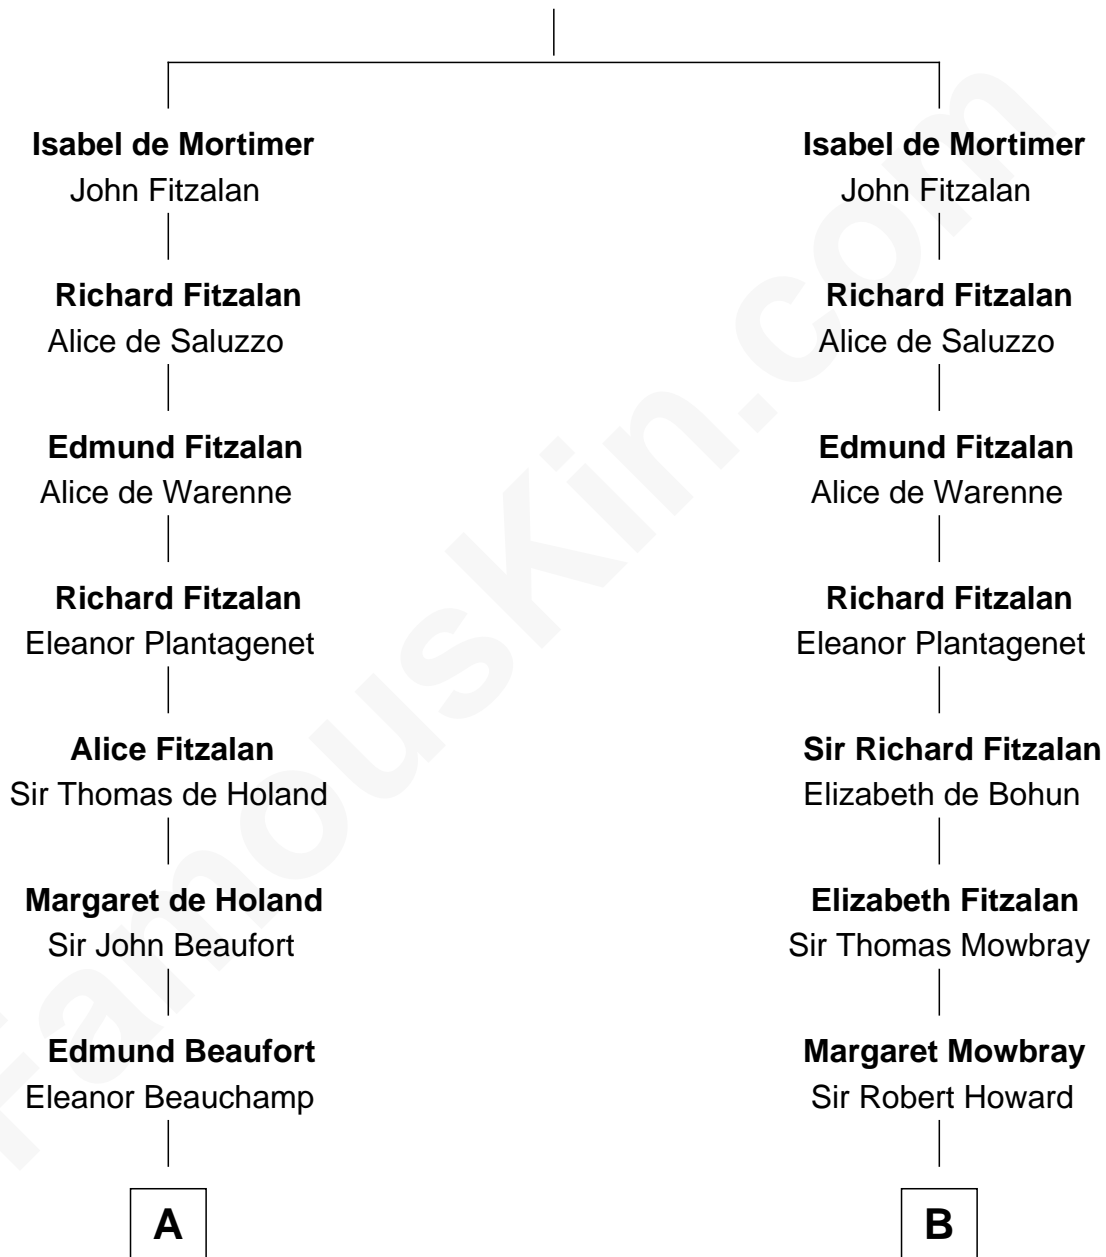 Isabel de Mortimer
John Fitzalan
Richard Fitzalan
Alice de Saluzzo
Edmund Fitzalan
Alice de Warenne
Richard Fitzalan
Eleanor Plantagenet
Alice Fitzalan
Sir Thomas de Holand
Margaret de Holand
Sir John Beaufort
Edmund Beaufort
Eleanor Beauchamp
A
Isabel de Mortimer
John Fitzalan
Richard Fitzalan
Alice de Saluzzo
Edmund Fitzalan
Alice de Warenne
Richard Fitzalan
Eleanor Plantagenet
Sir Richard Fitzalan
Elizabeth de Bohun
Elizabeth Fitzalan
Sir Thomas Mowbray
Margaret Mowbray
Sir Robert Howard
B
FamousKin.com